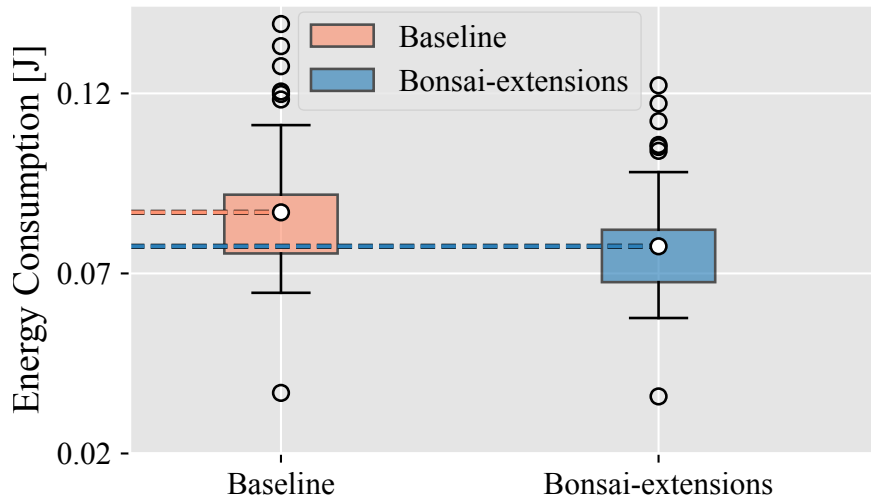 Energy Consumption [J]
0.12
0.07
0.02
Baseline
Bonsai-extensions
Baseline
Bonsai-extensions